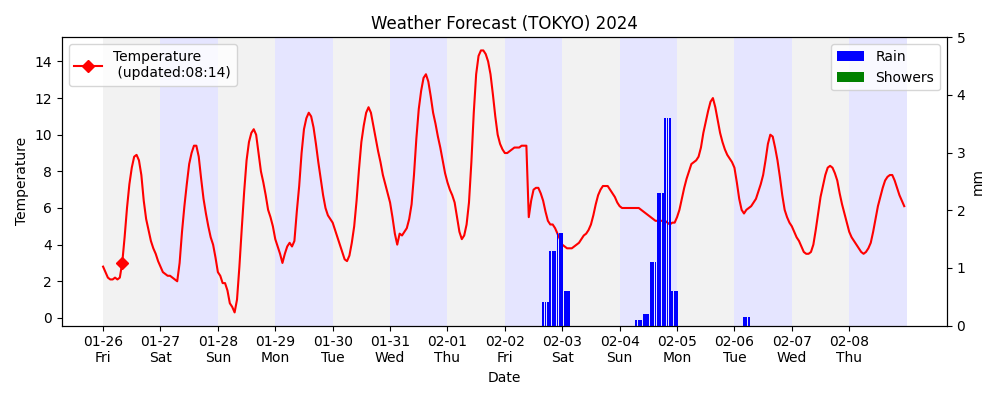 Weather Forecast (TOKYO) 2024
Temperature
(updated:08:14)
Rain
Showers
Temperature
14
12
10
8
6
4
2
0
5
4
3
2
1
0
mm
01-26 01-27 01-28 01-29 01-30 01-31 02-01 02-02 02-03 02-04 02-05 02-06 02-07 02-08
Fri Sat Sun Mon Tue Wed Thu Fri Sat Sun Mon Tue Wed Thu
Date